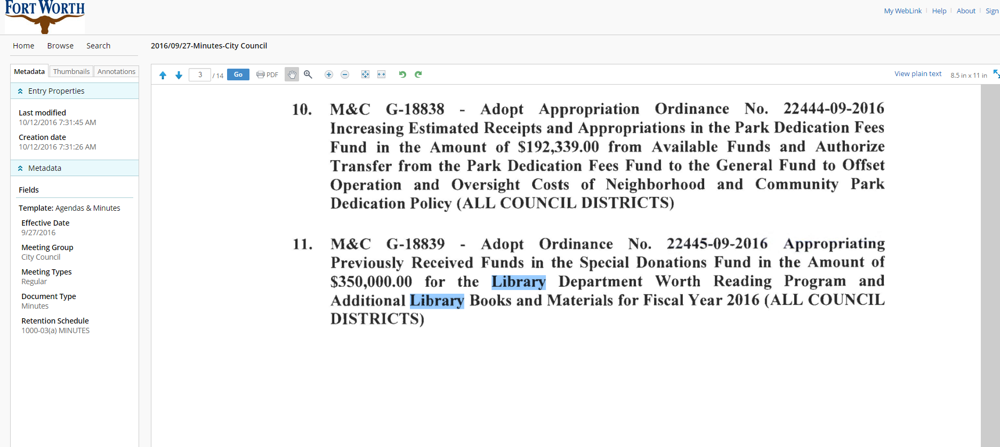 FORT WORTH
My WebLink Help About Sign
Home Browse Search
2016/09/27-Minutes-City Council
Metadata Thumbnails Annotations
3 / 14 Go PDF
View plain text 8.5 in x 11 in
Entry Properties
Last modified
10/12/2016 7:31:45 AM
Creation date
10/12/2016 7:31:26 AM
Metadata
Fields
Template: Agendas & Minutes
Effective Date
9/27/2016
Meeting Group
City Council
Meeting Types
Regular
Document Type
Minutes
Retention Schedule
1000-03(a) MINUTES
10. M&C G-18838 - Adopt Appropriation Ordinance No. 22444-09-2016
Increasing Estimated Receipts and Appropriations in the Park Dedication Fees
Fund in the Amount of $192,339.00 from Available Funds and Authorize
Transfer from the Park Dedication Fees Fund to the General Fund to Offset
Operation and Oversight Costs of Neighborhood and Community Park
Dedication Policy (ALL COUNCIL DISTRICTS)
11. M&C G-18839 - Adopt Ordinance No. 22445-09-2016 Appropriating
Previously Received Funds in the Special Donations Fund in the Amount of
$350,000.00 for the Library Department Worth Reading Program and
Additional Library Books and Materials for Fiscal Year 2016 (ALL COUNCIL
DISTRICTS)